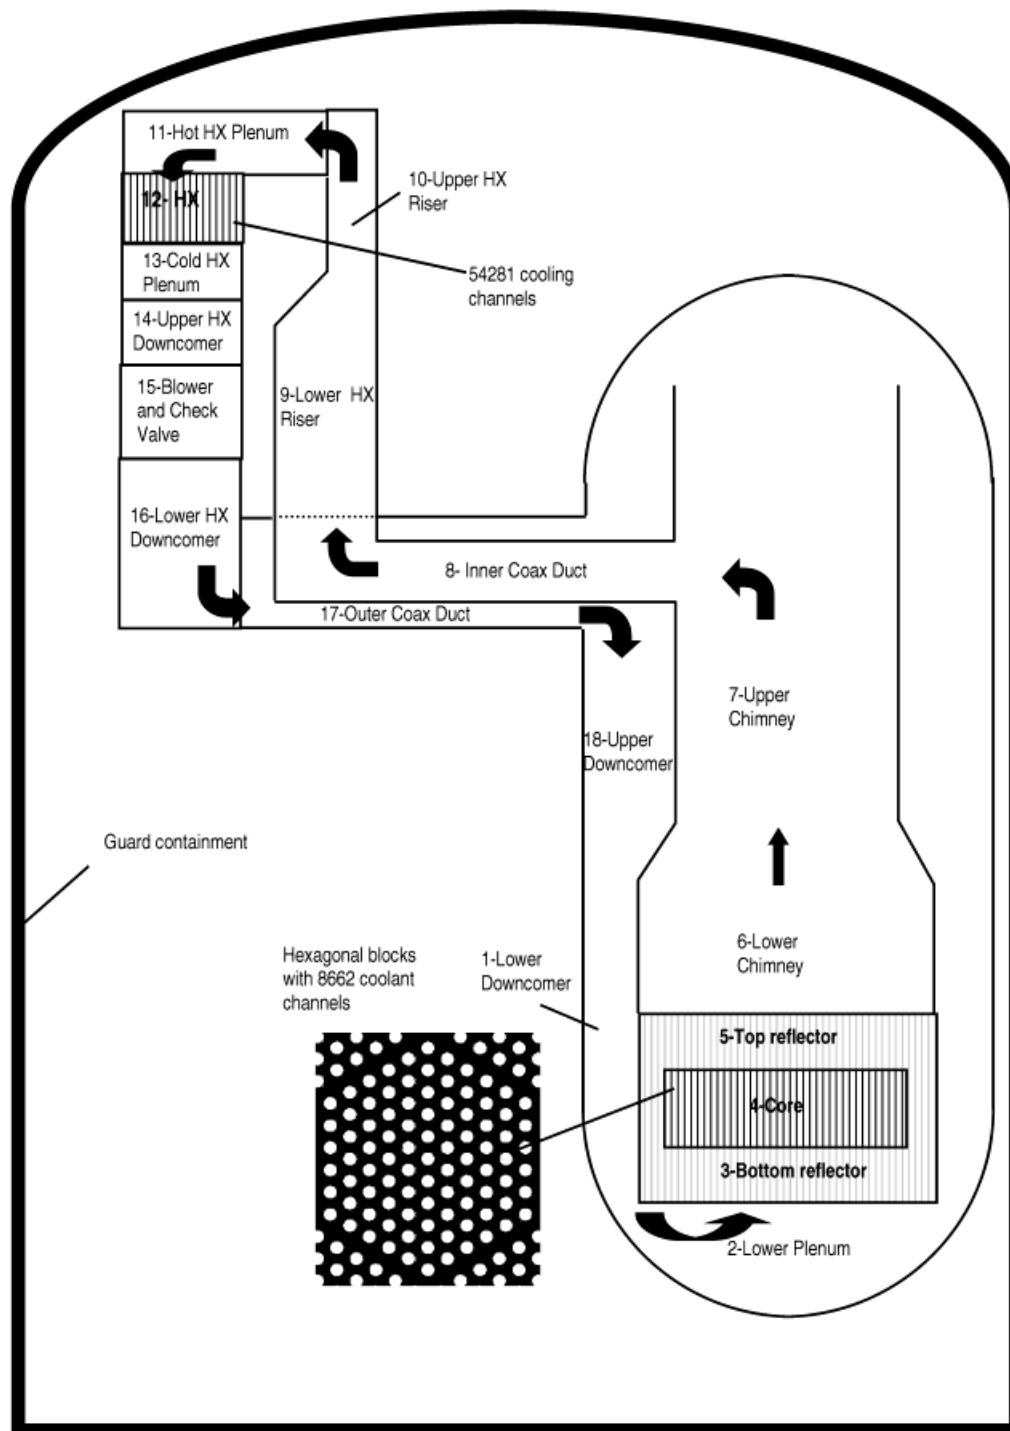 11-Hot HX Plenum
10-Upper HX
Riser
12- HX
13-Cold HX
Plenum
54281 cooling
channels
14-Upper HX
Downcomer
15-Blower
and Check
Valve
9-Lower HX
Riser
16-Lower HX
Downcomer
8- Inner Coax Duct
17-Outer Coax Duct
7-Upper
Chimney
18-Upper
Downcomer
Guard containment
6-Lower
Chimney
Hexagonal blocks
with 8662 coolant
channels
1-Lower
Downcomer
5-Top reflector
4-Core
3-Bottom reflector
2-Lower Plenum